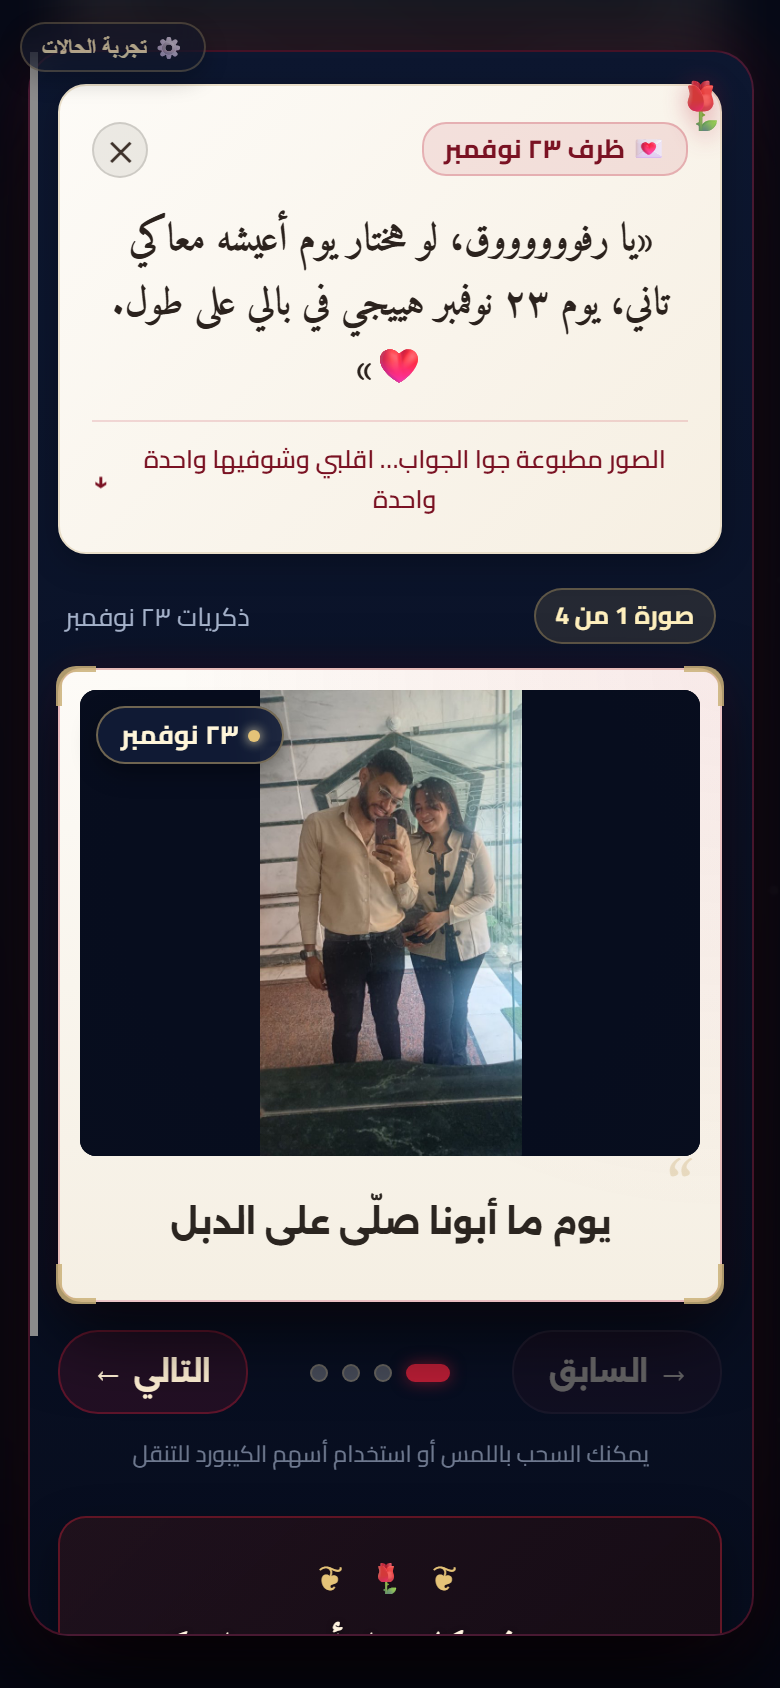 تجربة الحالات
ظرف ٢٣ نوفمبر
«يا رفوووووق، لو هختار يوم أعيشه معاكي
تاني، يوم ٢٣ نوفمبر هييجي في بالي على طول.
»
الصور مطبوعة جوا الجواب... اقلبي وشوفيها واحدة
واحدة
صورة 1 من 4
ذكريات ٢٣ نوفمبر
٢٣ نوفمبر
يوم ما أبونا صلّى على الدبل
→ السابق
التالي ←
يمكنك السحب باللمس أو استخدام أسهم الكيبورد للتنقل